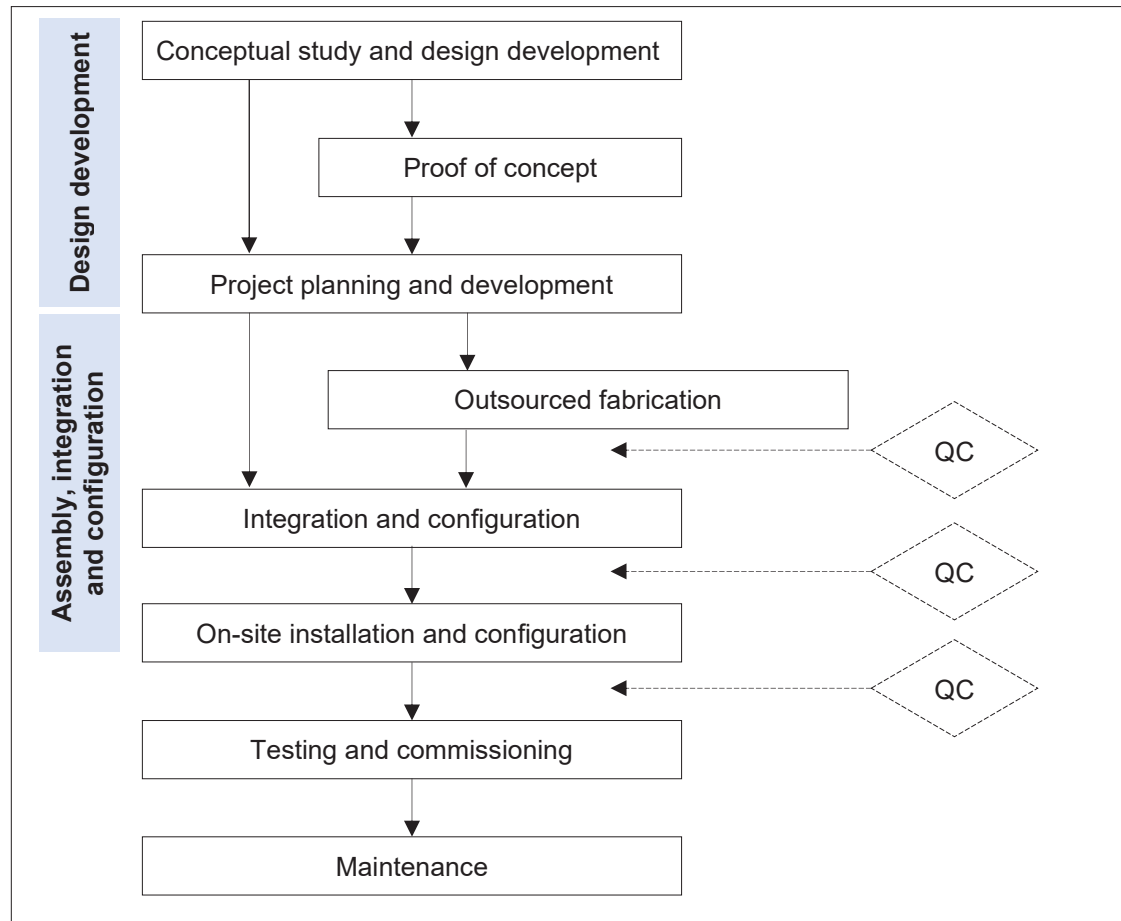 Design development
Conceptual study and design development
Proof of concept
Project planning and development
Assembly, integration
and configuration
Outsourced fabrication
QC
Integration and configuration
QC
On-site installation and configuration
QC
Testing and commissioning
Maintenance